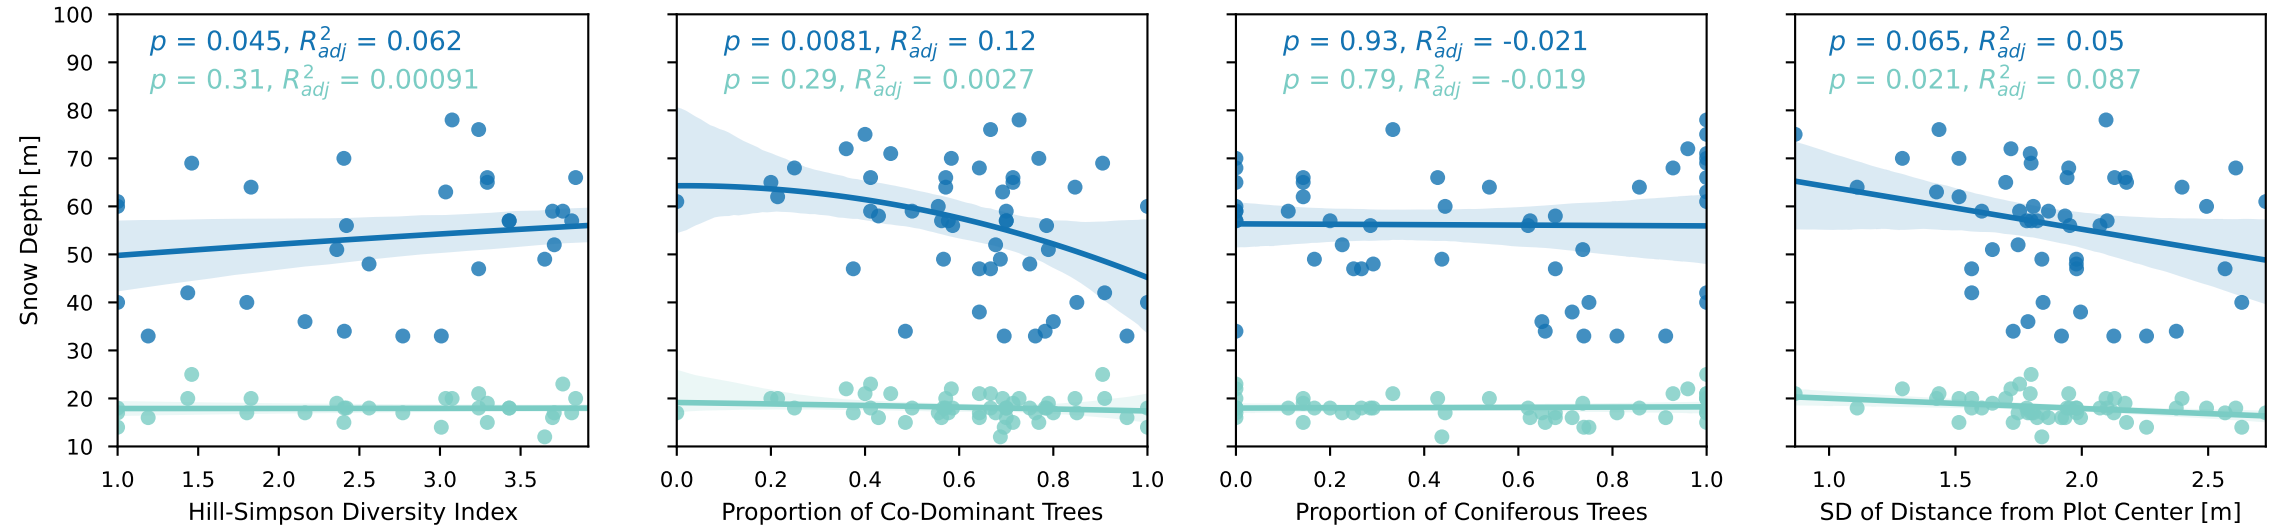 p = 0.045, R²adj = 0.062
p = 0.31, R²adj = 0.00091
p = 0.0081, R²adj = 0.12
p = 0.29, R²adj = 0.0027
p = 0.93, R²adj = -0.021
p = 0.79, R²adj = -0.019
p = 0.065, R²adj = 0.05
p = 0.021, R²adj = 0.087
Snow Depth [m]
100
90
80
70
60
50
40
30
20
10
1.0 1.5 2.0 2.5 3.0 3.5
Hill-Simpson Diversity Index
0.0 0.2 0.4 0.6 0.8 1.0
Proportion of Co-Dominant Trees
0.0 0.2 0.4 0.6 0.8 1.0
Proportion of Coniferous Trees
1.0 1.5 2.0 2.5
SD of Distance from Plot Center [m]